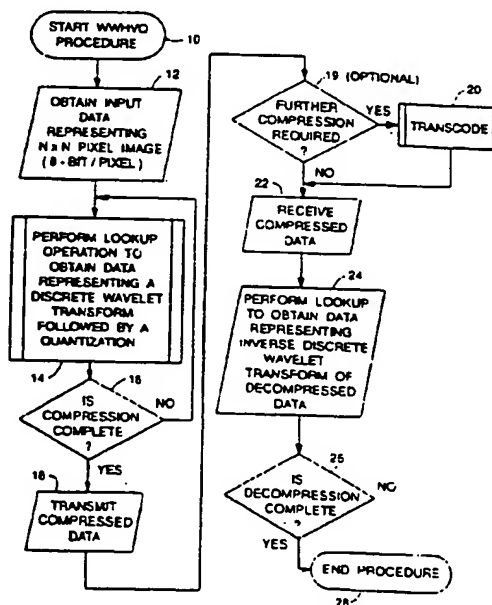 START WWHVQ
PROCEDURE
10
12
OBTAIN INPUT
DATA
REPRESENTING
N x N PIXEL IMAGE
(8 - BIT / PIXEL)
PERFORM LOOKUP
OPERATION TO
OBTAIN DATA
REPRESENTING A
DISCRETE WAVELET
TRANSFORM
FOLLOWED BY A
QUANTIZATION
14
16
IS
COMPRESSION
COMPLETE
?
NO
YES
18
TRANSMIT
COMPRESSED
DATA
19 (OPTIONAL)
FURTHER
COMPRESSION
REQUIRED
?
YES
NO
20
TRANSCODE
22
RECEIVE
COMPRESSED
DATA
24
PERFORM LOOKUP
TO OBTAIN DATA
REPRESENTING
INVERSE DISCRETE
WAVELET
TRANSFORM OF
DECOMPRESSED
DATA
25
IS
DECOMPRESSION
COMPLETE
?
NO
YES
END PROCEDURE
28